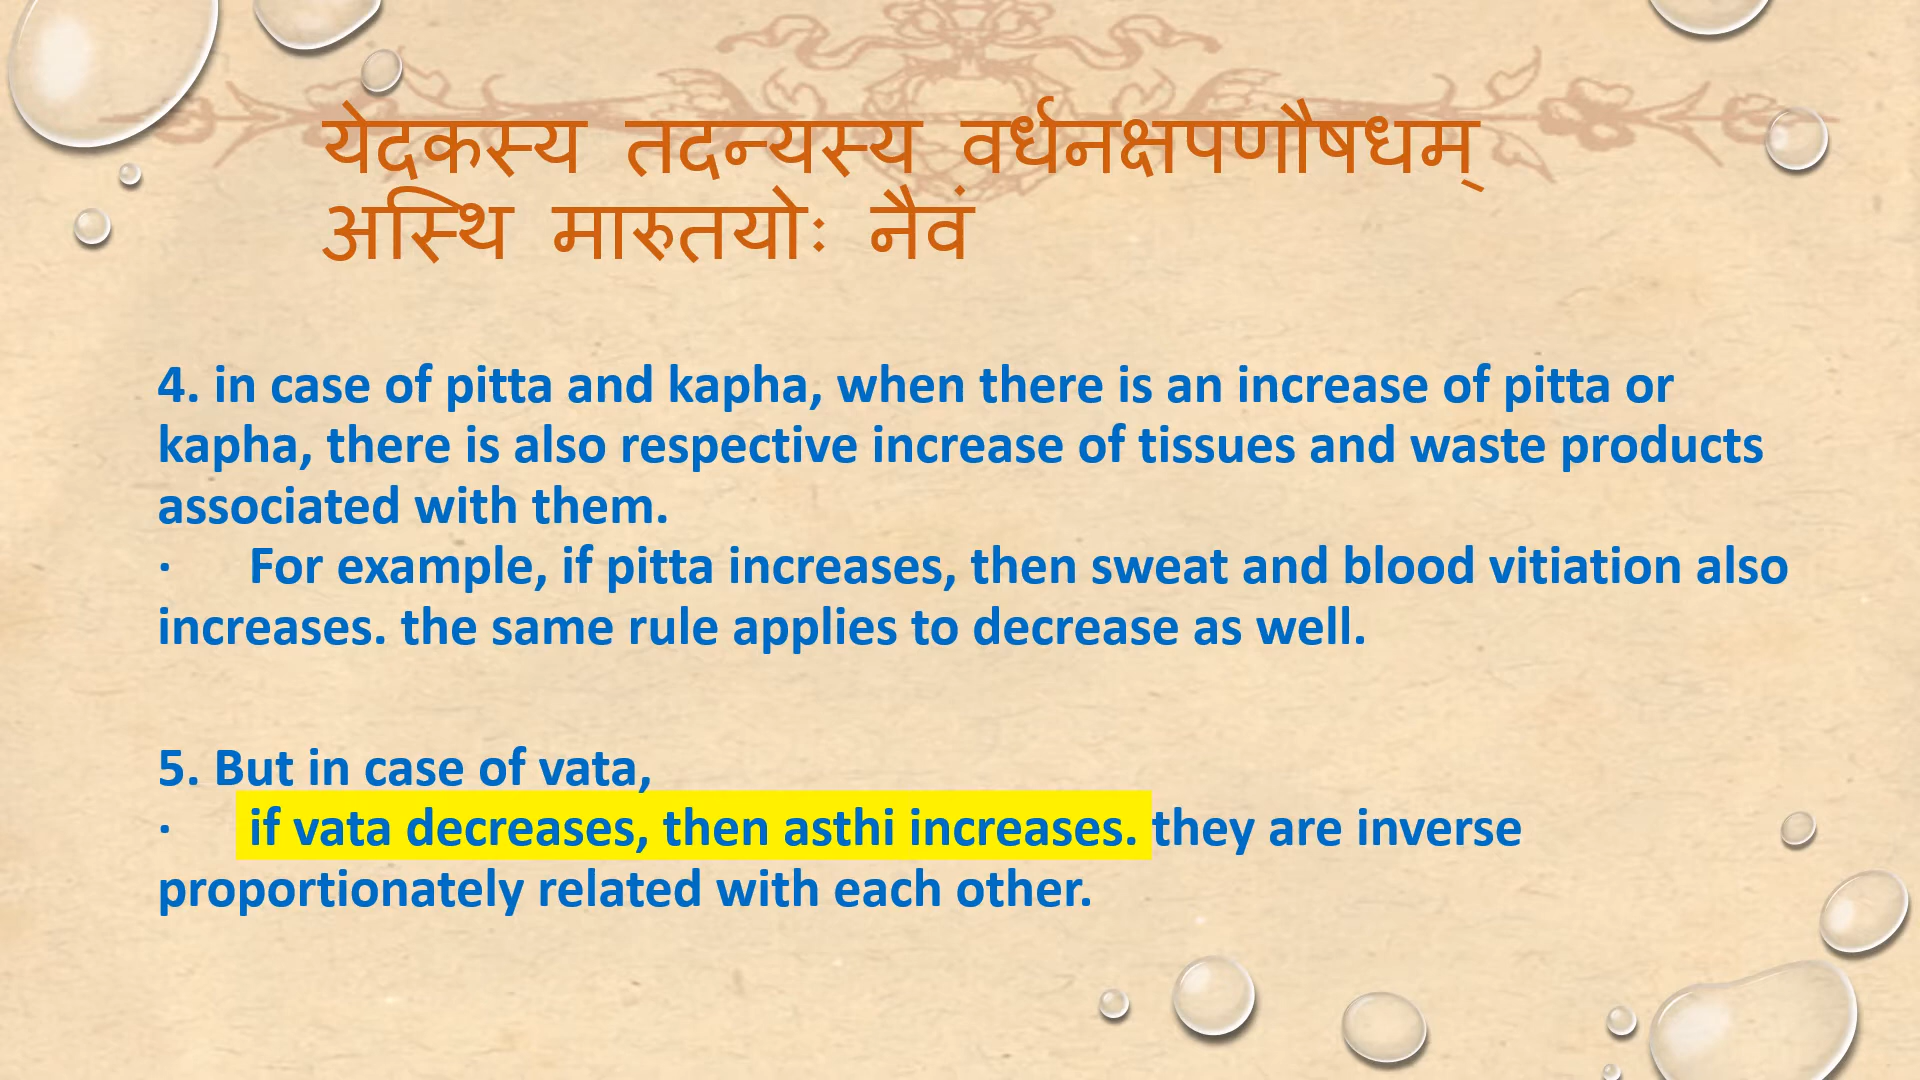 येदकस्य तदन्यस्य वर्धनक्षपणौषधम्
अस्थि मारुतयोः नैवं
4. in case of pitta and kapha, when there is an increase of pitta or
kapha, there is also respective increase of tissues and waste products
associated with them.
· For example, if pitta increases, then sweat and blood vitiation also
increases. the same rule applies to decrease as well.
5. But in case of vata,
· if vata decreases, then asthi increases. they are inverse
proportionately related with each other.